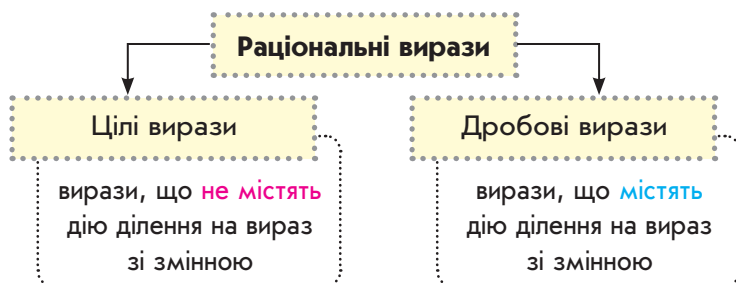 Раціональні вирази
Цілі вирази
вирази, що не містять
дію ділення на вираз
зі змінною
Дробові вирази
вирази, що містять
дію ділення на вираз
зі змінною